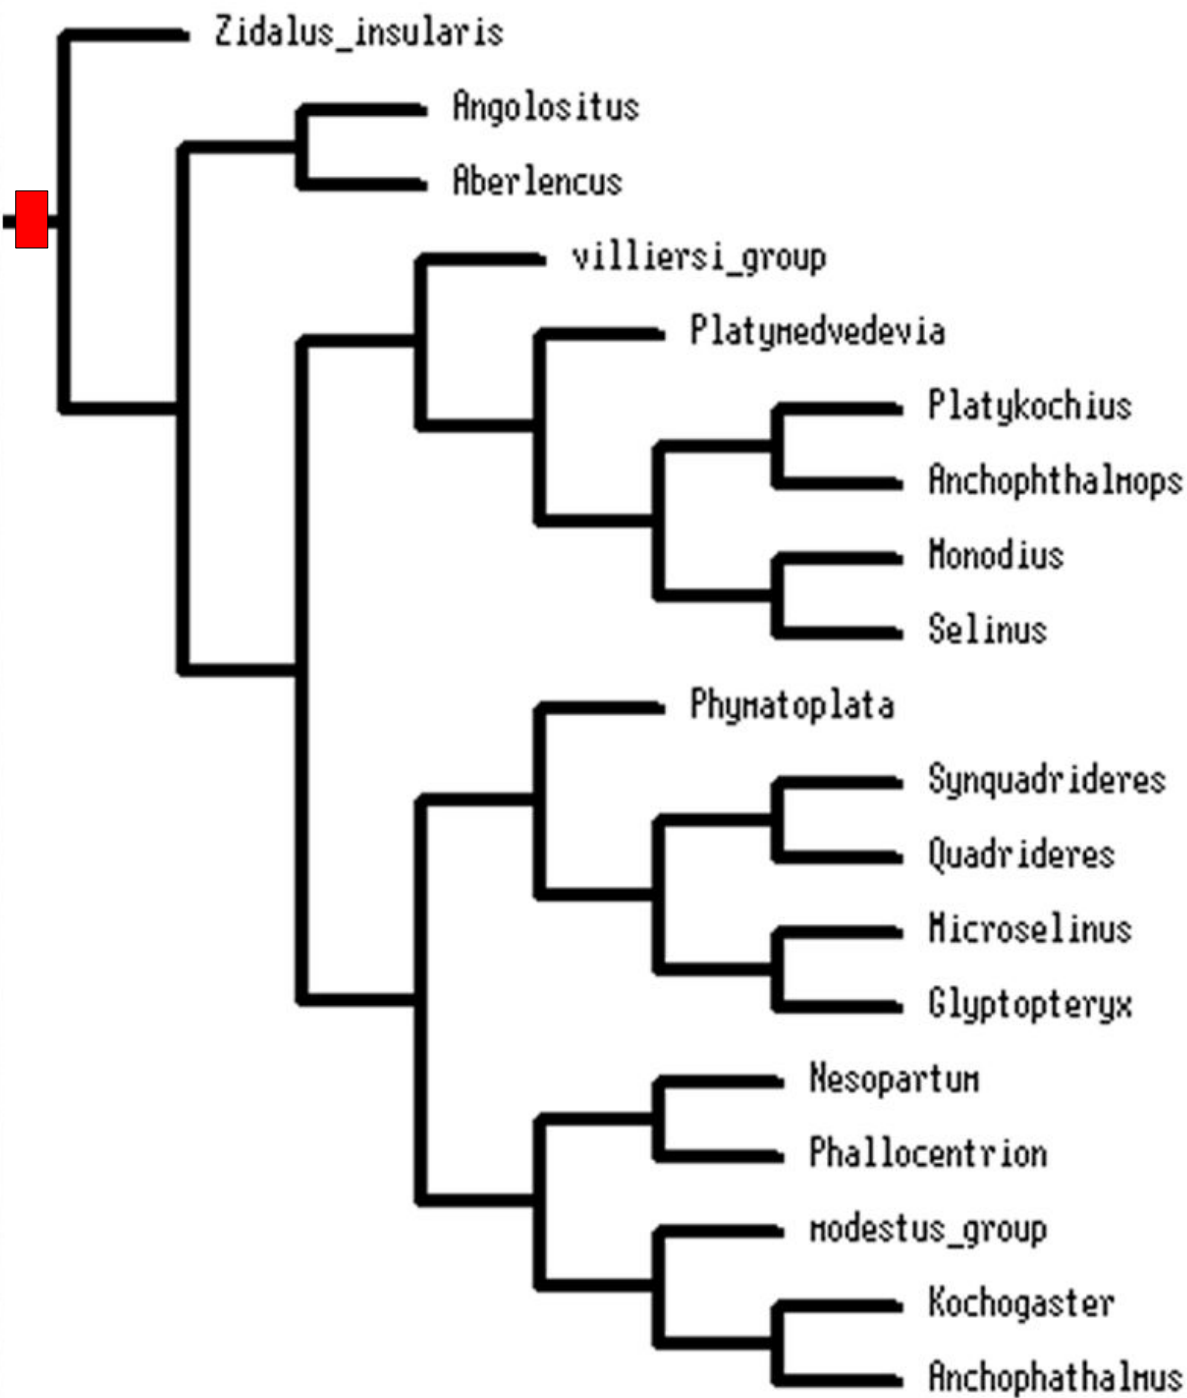 Zidalus_insularis
Angolositus
Aberlencus
villiersi_group
Platymedvedevia
Platykochius
Anchophthalmops
Monodius
Selinus
Phymatoplata
Synquadrideres
Quadrideres
Microselinus
Glyptopteryx
Nesopartum
Phallocentrion
modestus_group
Kochogaster
Anchophathalmus